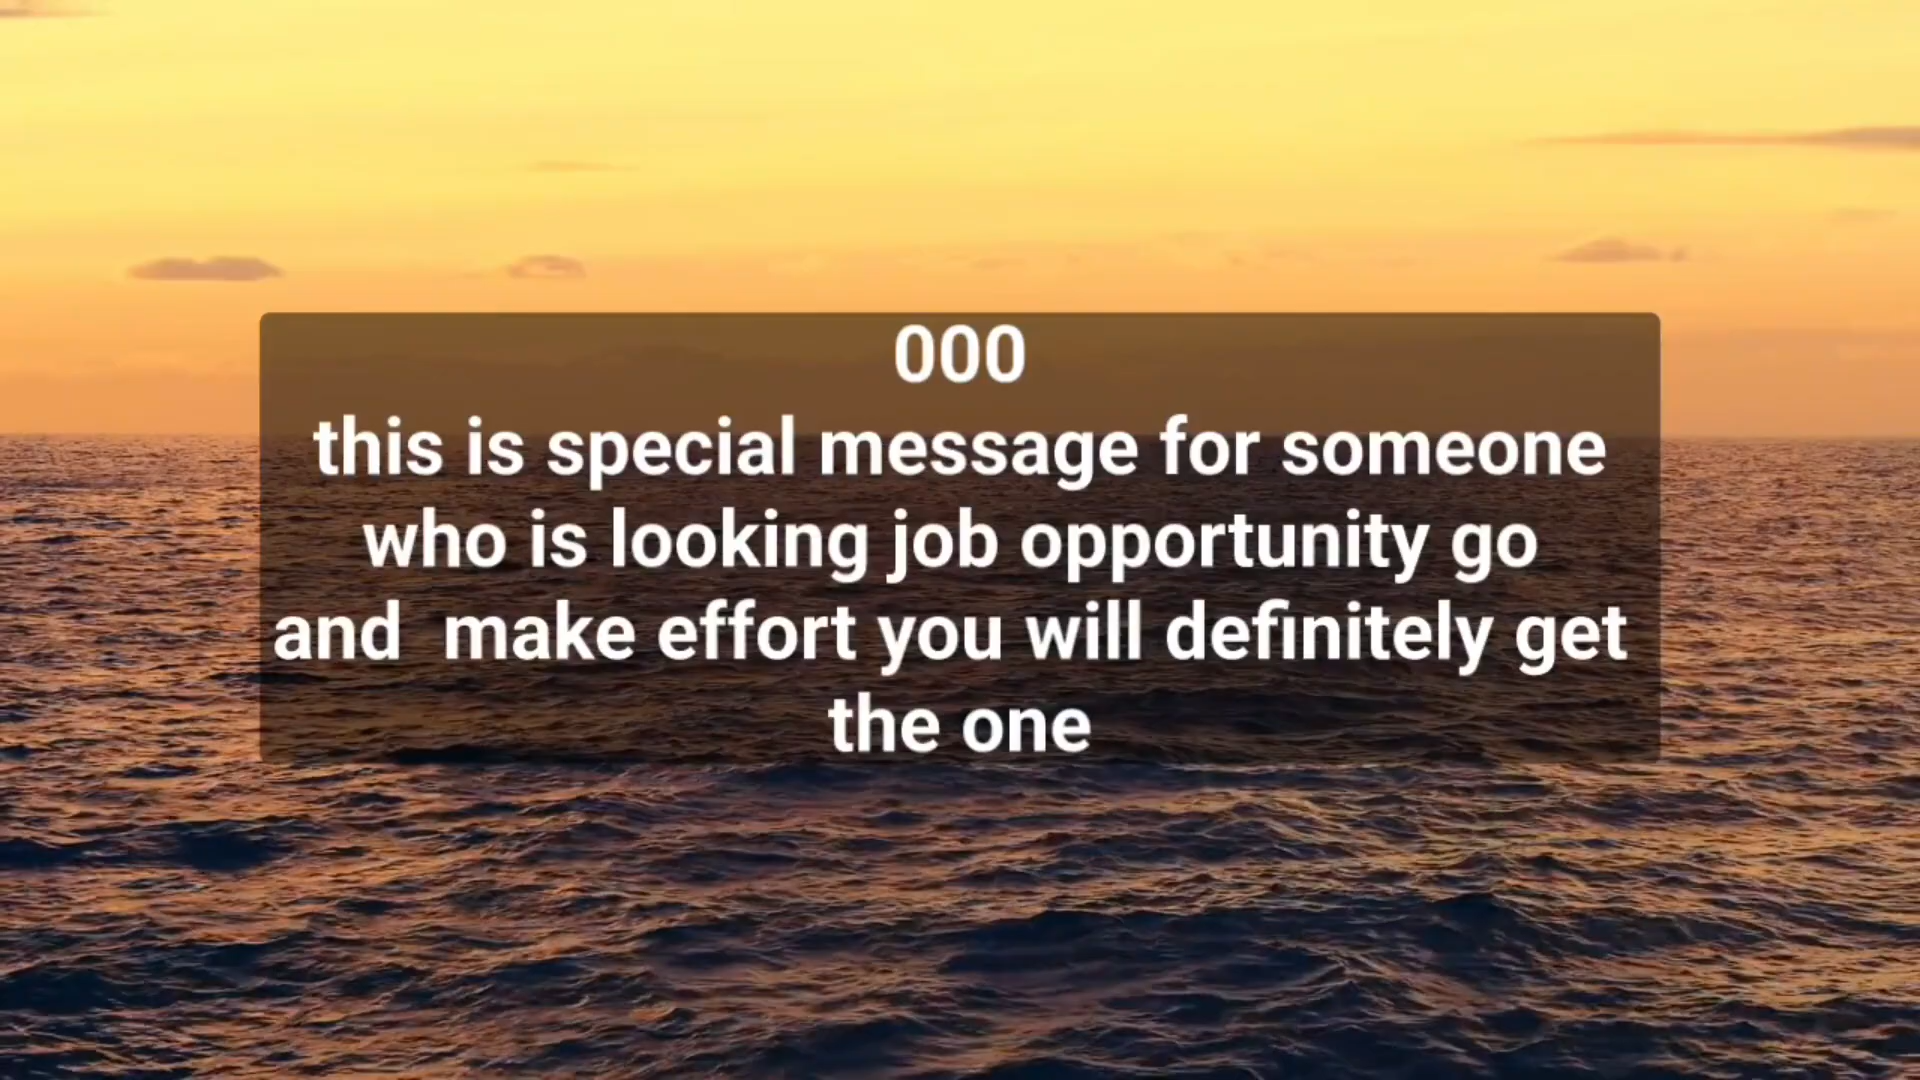 000
this is special message for someone
who is looking job opportunity go
and  make effort you will definitely get
the one